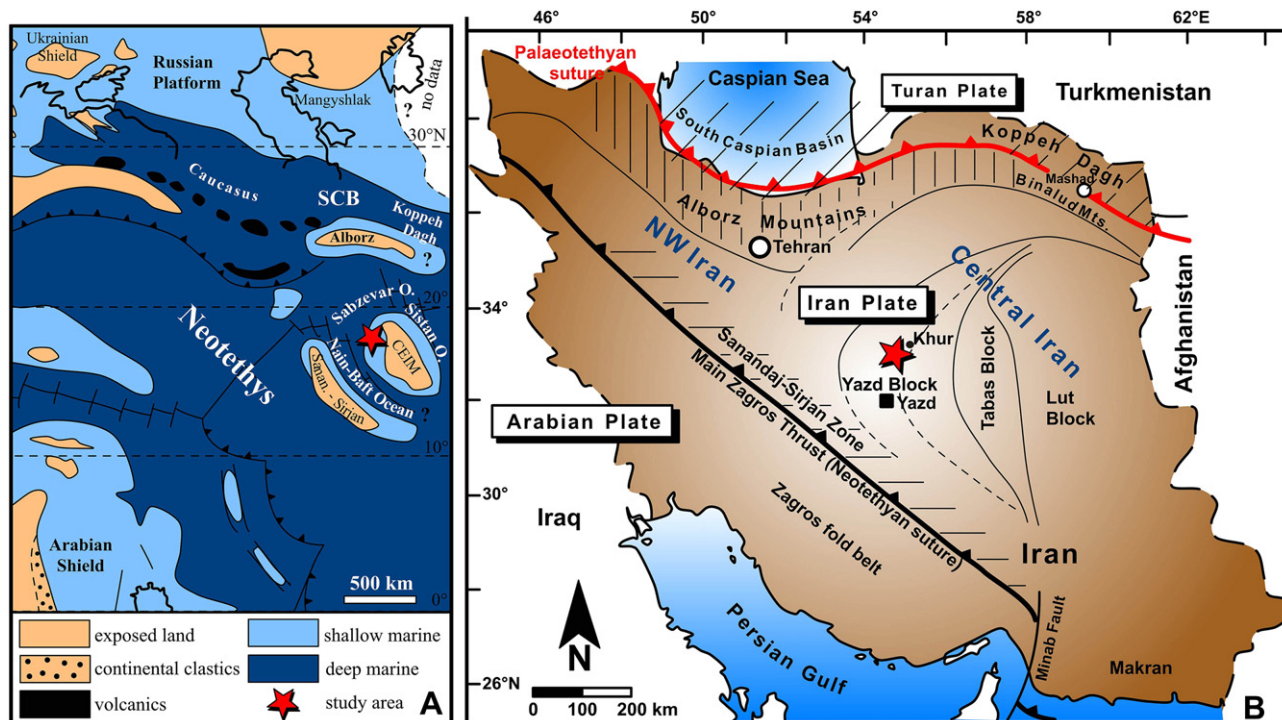 Ukrainian
Shield
Russian
Platform
Mangyshlak
no data
?
30°N
Caucasus
SCB
Koppeh
Dagh
Alborz
?
20°
Sabzevar O.
Sistan O.
Neotethys
CEIM
Nain-Baft Ocean
Sanan.-Sirjan
?
10°
Arabian
Shield
500 km
0°
exposed land
shallow marine
continental clastics
deep marine
volcanics
study area
A
46°
50°
54°
58°
62°E
Palaeotethyan
suture
Caspian Sea
Turan Plate
Turkmenistan
South Caspian Basin
Koppeh Dagh
Mashad
Binalud Mts.
Alborz Mountains
Tehran
NW Iran
Central Iran
34°
Iran Plate
Khur
Afghanistan
Sanandaj-Sirjan Zone
Yazd Block
Yazd
Tabas Block
Lut
Block
Main Zagros Thrust (Neotethyan suture)
Arabian Plate
30°
Iraq
Zagros fold belt
Iran
Minab Fault
Persian Gulf
Makran
N
26°N
0 100 200 km
B